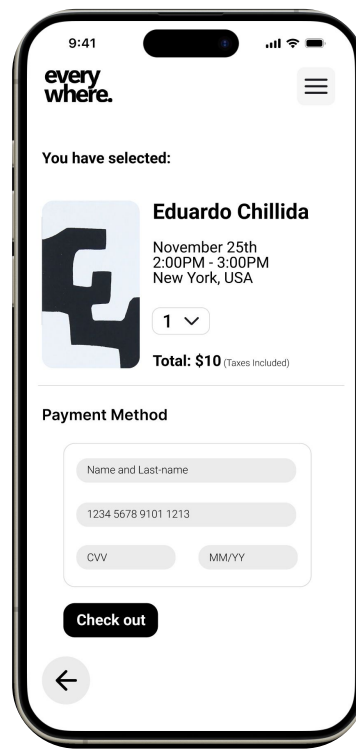 9:41
every
where.
You have selected:
Eduardo Chillida
November 25th
2:00PM - 3:00PM
New York, USA
1
Total: $10 (Taxes Included)
Payment Method
Name and Last-name
1234 5678 9101 1213
CVV MM/YY
Check out